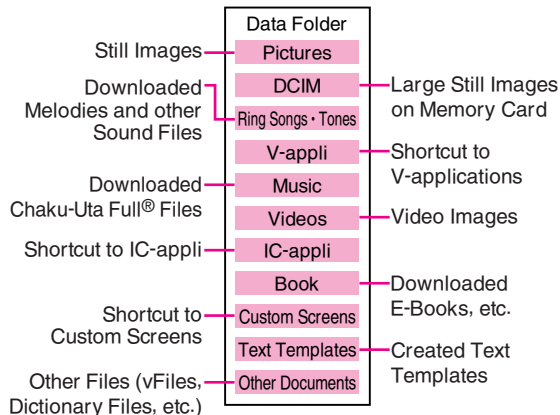 Data Folder
Still Images
Pictures
Downloaded
Melodies and other
Sound Files
DCIM
Large Still Images
on Memory Card
Ring Songs・Tones
V-appli
Shortcut to
V-applications
Downloaded
Chaku-Uta Full® Files
Music
Videos
Video Images
Shortcut to IC-appli
IC-appli
Book
Downloaded
E-Books, etc.
Shortcut to
Custom Screens
Custom Screens
Text Templates
Created Text
Templates
Other Files (vFiles,
Dictionary Files, etc.)
Other Documents